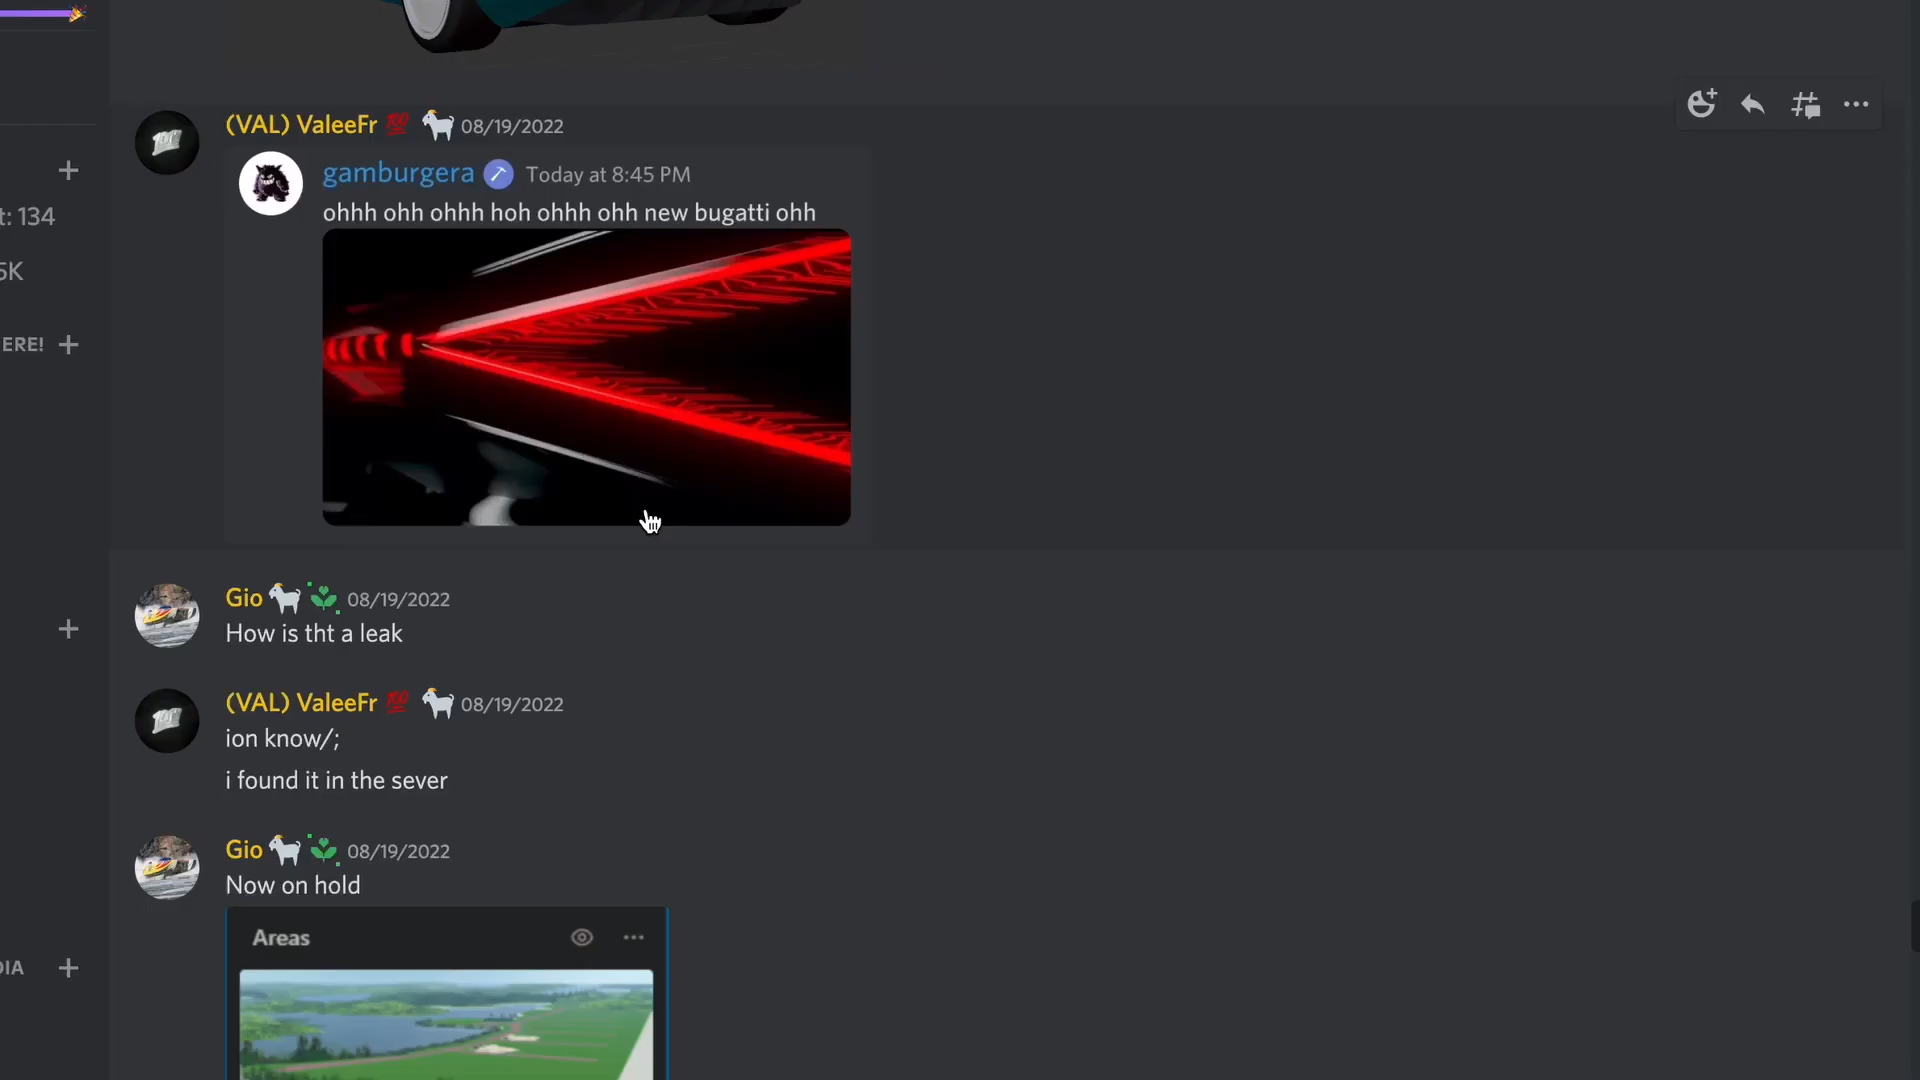 (VAL) ValeeFr 08/19/2022
gamburgera Today at 8:45 PM
ohhh ohh ohhh hoh ohhh ohh new bugatti ohh
t: 134
5K
ERE!
Gio 08/19/2022
How is tht a leak
(VAL) ValeeFr 08/19/2022
ion know/;
i found it in the sever
Gio 08/19/2022
Now on hold
Areas
DIA